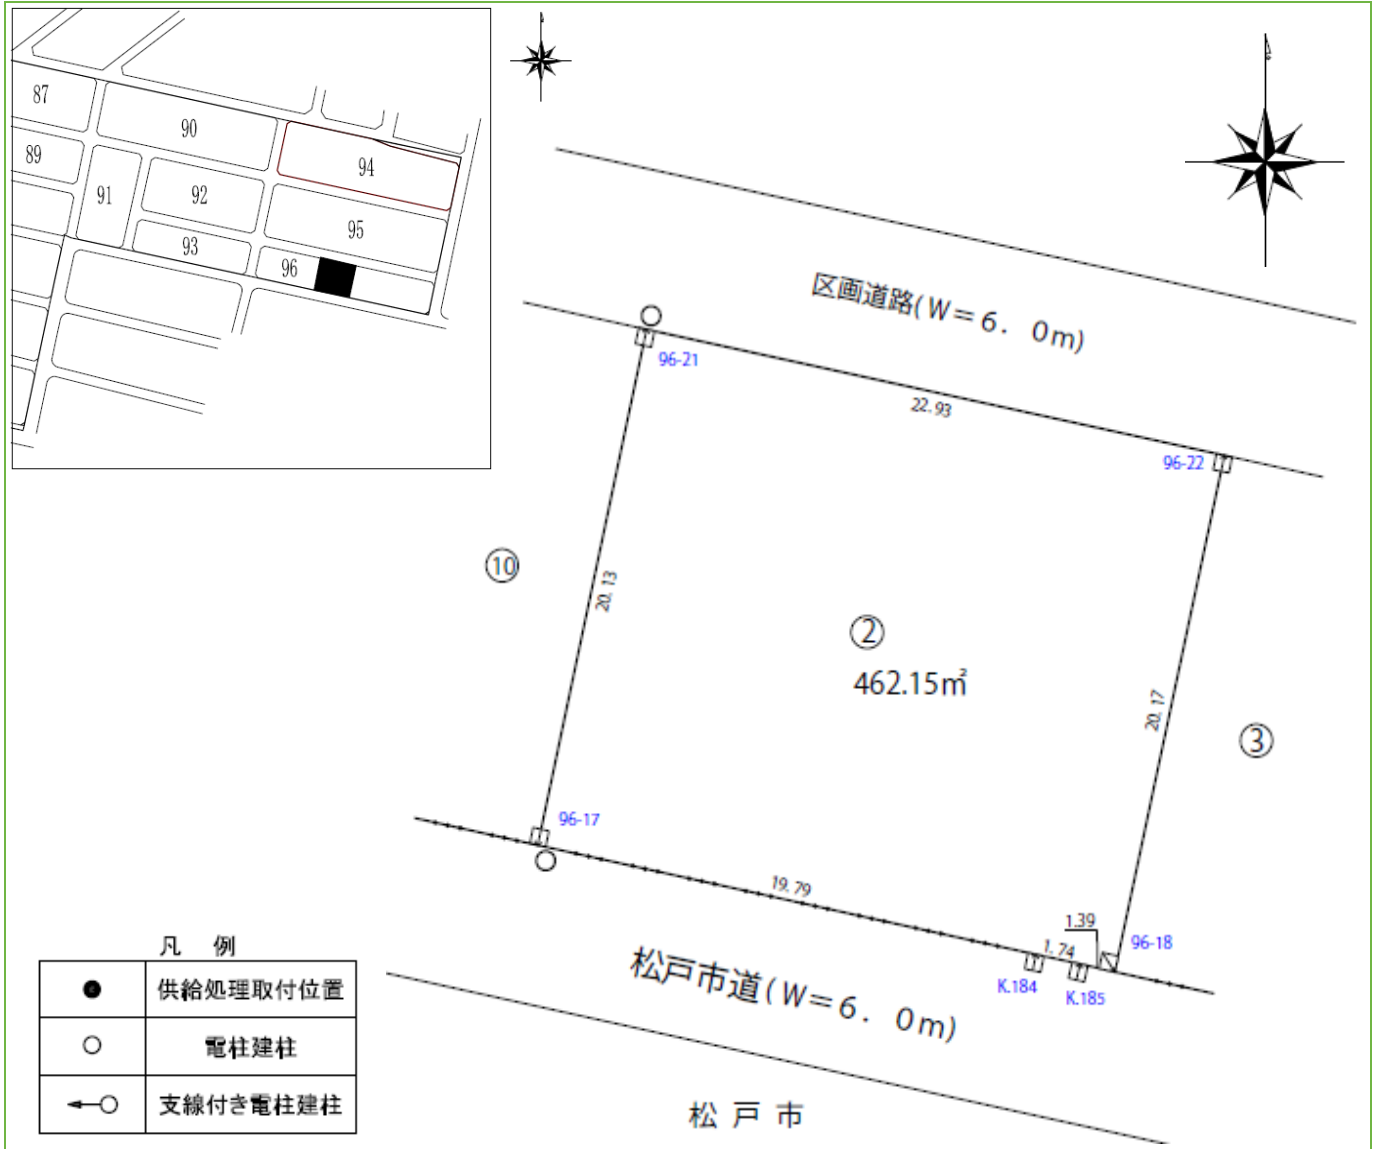 87
90
89
94
91
92
95
93
96
区画道路(W=6.0m)
96-21
22.93
96-22
⑩
20.13
②
462.15㎡
20.17
③
96-17
19.79
1.39
1.74
96-18
K.184
K.185
松戸市道(W=6.0m)
松戸市
凡 例
供給処理取付位置
電柱建柱
支線付き電柱建柱